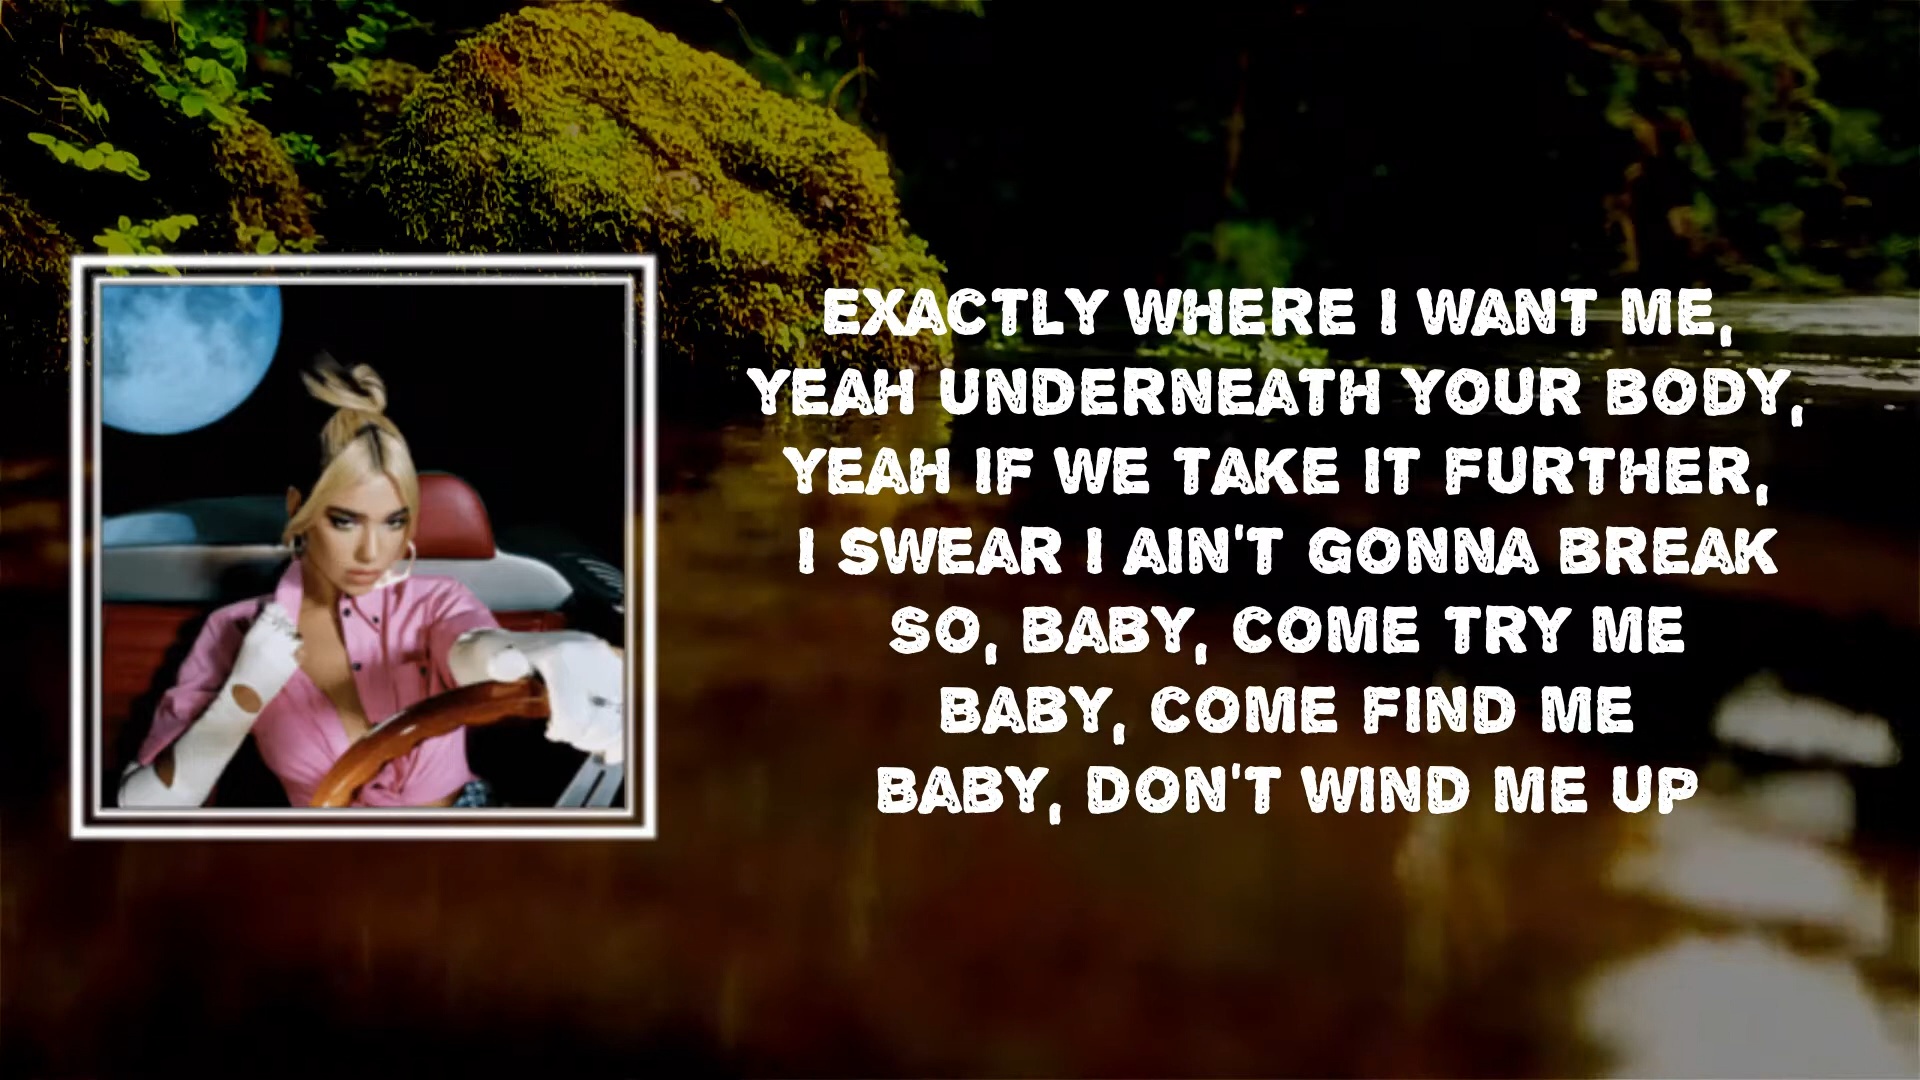 EXACTLY WHERE I WANT ME,
YEAH UNDERNEATH YOUR BODY,
YEAH IF WE TAKE IT FURTHER,
I SWEAR I AIN'T GONNA BREAK
SO, BABY, COME TRY ME
BABY, COME FIND ME
BABY, DON'T WIND ME UP